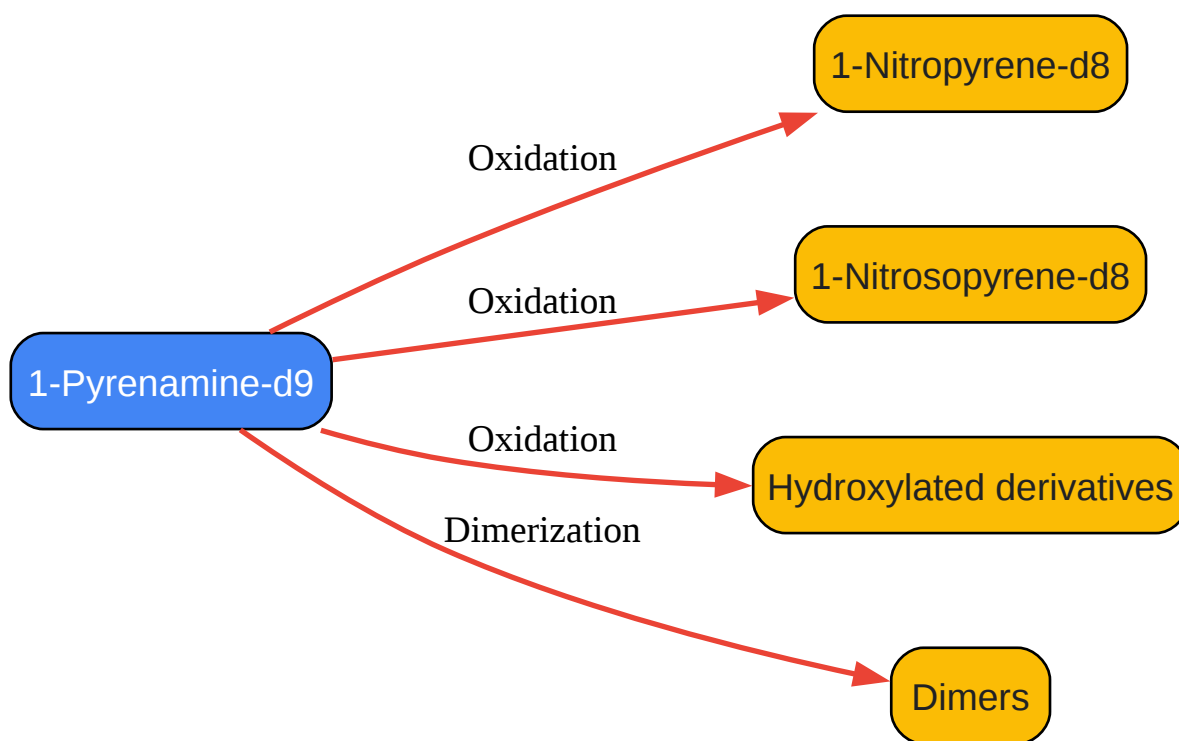 1-Nitropyrene-d8
Oxidation
1-Nitrosopyrene-d8
Oxidation
1-Pyrenamine-d9
Oxidation
Hydroxylated derivatives
Dimerization
Dimers